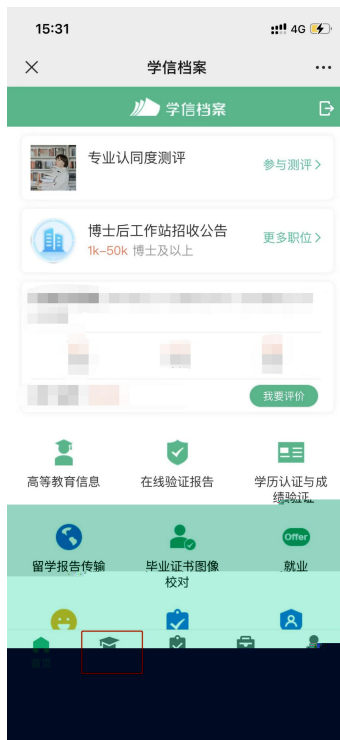 15:31
4G
学信档案
学信档案
专业认同度测评
参与测评
博士后工作站招收公告
更多职位
1k–50k 博士及以上
我要评价
高等教育信息
在线验证报告
学历认证与成
绩验证
Offer
留学报告传输
毕业证书图像
就业
校对
首页